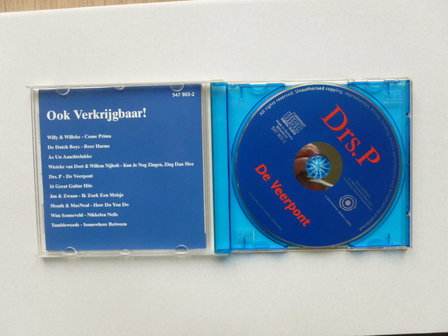 547 903-2
Ook Verkrijgbaar!
Willy & Willeke - Come Prima
De Dutch Boys - Boer Harms
As Un Aaachtelukke
Wieteke van Dort & Willem Nijholt - Kun Je Nog Zingen, Zing Dan Mee
Drs. P - De Veerpont
16 Great Guitar Hits
Jan & Zwaan - Ik Zoek Een Meisje
Mouth & MacNeal - How Do You Do
Wim Sonneveld - Nikkelen Nelis
Tumbleweeds - Somewhere Between
All rights reserved. Unauthorised copying,
Drs.P
De Veerpont